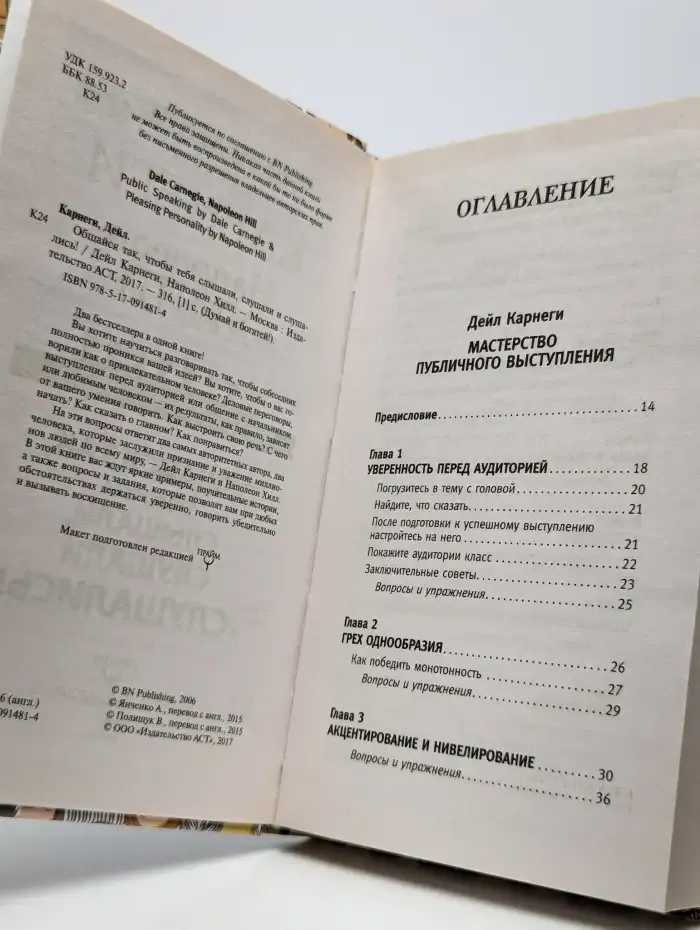 УДК 159.923.2
ББК 88.53
К24
Публикуется по соглашению с BN Publishing.
Все права защищены. Никакая часть данной книги
не может быть воспроизведена в какой бы то ни было форме
без письменного разрешения владельцев авторских прав.
Dale Carnegie, Napoleon Hill
Public Speaking by Dale Carnegie &
Pleasing Personality by Napoleon Hill
Карнеги, Дейл.
К24 Общайся так, чтобы тебя слышали, слушали и слуша-
лись! / Дейл Карнеги, Наполеон Хилл. — Москва : Изда-
тельство АСТ, 2017. — 316, [1] с. (Думай и богатей!).
ISBN 978-5-17-091481-4
Два бестселлера в одной книге!
Вы хотите научиться разговаривать так, чтобы собеседник
полностью проникся вашей идеей? Вы хотите, чтобы о вас го-
ворили как о привлекательном человеке? Деловые переговоры,
выступления перед аудиторией или общение с начальником
или любимым человеком — их результаты, как правило, зависят
от вашего умения говорить. Как выстроить свою речь? С чего
начать? Как сказать о главном? Как понравиться?
На эти вопросы ответят два самых авторитетных автора, два
человека, которые заслужили признание и уважение миллио-
нов людей по всему миру, — Дейл Карнеги и Наполеон Хилл.
В этой книге вас ждут яркие примеры, поучительные истории,
а также вопросы и задания, которые позволят вам при любых
обстоятельствах держаться уверенно, говорить убедительно
и вызывать восхищение.
Макет подготовлен редакцией ПРАЙМ
6 (англ.)
091481-4
© BN Publishing, 2006
© Янченко А., перевод с англ., 2015
© Полищук В., перевод с англ., 2015
© ООО «Издательство АСТ», 2017
ОГЛАВЛЕНИЕ
Дейл Карнеги
МАСТЕРСТВО
ПУБЛИЧНОГО ВЫСТУПЛЕНИЯ
Предисловие 14
Глава 1
УВЕРЕННОСТЬ ПЕРЕД АУДИТОРИЕЙ 18
Погрузитесь в тему с головой 20
Найдите, что сказать 21
После подготовки к успешному выступлению
настройтесь на него 21
Покажите аудитории класс 22
Заключительные советы 23
Вопросы и упражнения 25
Глава 2
ГРЕХ ОДНООБРАЗИЯ 26
Как победить монотонность 27
Вопросы и упражнения 29
Глава 3
АКЦЕНТИРОВАНИЕ И НИВЕЛИРОВАНИЕ 30
Вопросы и упражнения 36